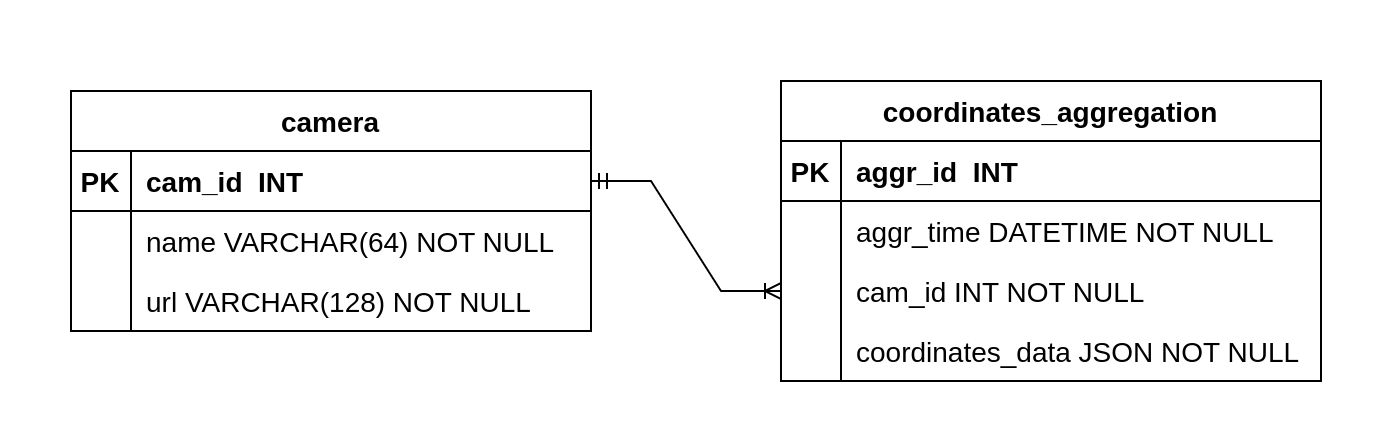 camera
PK cam_id  INT
name VARCHAR(64) NOT NULL
url VARCHAR(128) NOT NULL
coordinates_aggregation
PK aggr_id  INT
aggr_time DATETIME NOT NULL
cam_id INT NOT NULL
coordinates_data JSON NOT NULL